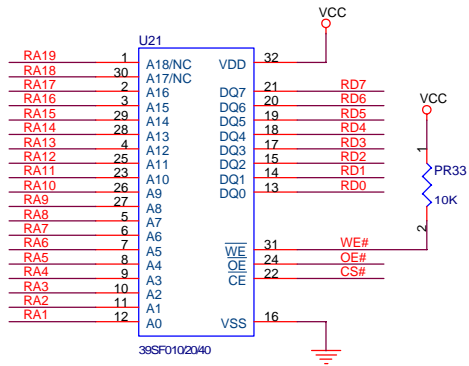 U21
VCC
RA19 1 A18/NC VDD 32
RA18 30 A17/NC
RA17 2 A16 DQ7 21 RD7
RA16 3 A15 DQ6 20 RD6
RA15 29 A14 DQ5 19 RD5
RA14 28 A13 DQ4 18 RD4
RA13 4 A12 DQ3 17 RD3
RA12 25 A11 DQ2 15 RD2
RA11 23 A10 DQ1 14 RD1
RA10 26 A9 DQ0 13 RD0
RA9 27 A8
RA8 5 A7
RA7 6 A6
RA6 7 A5 WE 31 WE#
RA5 8 A4 OE 24 OE#
RA4 9 A3 CE 22 CS#
RA3 10 A2
RA2 11 A1
RA1 12 A0 VSS 16
39SF010/20/40
VCC
1
PR33
10K
2